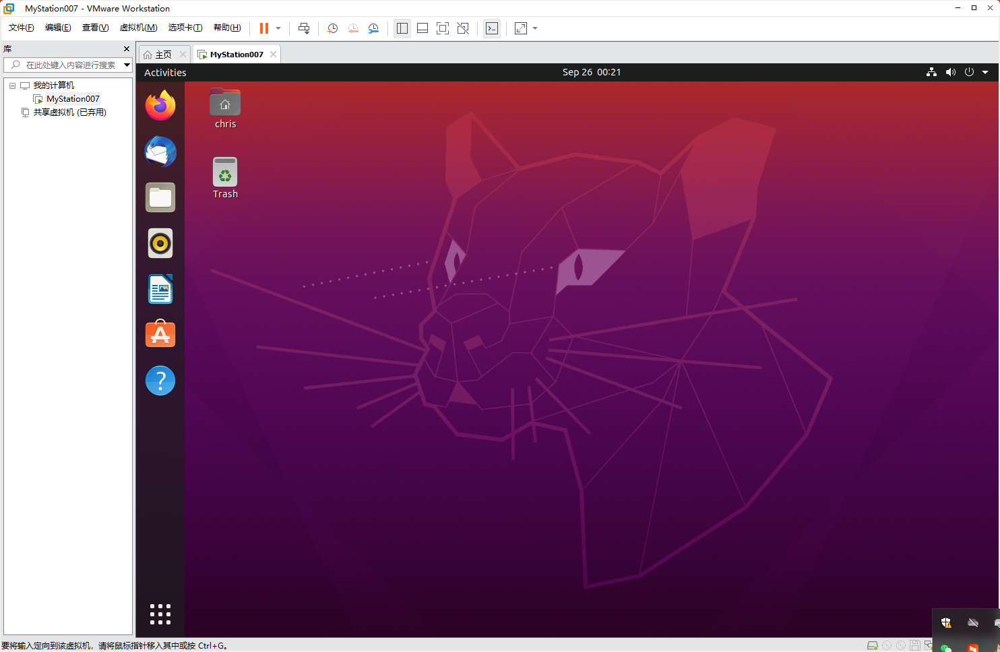 MyStation007 - VMware Workstation
文件(F) 编辑(E) 查看(V) 虚拟机(M) 选项卡(T) 帮助(H)
库
在此处键入内容进行搜索
我的计算机
MyStation007
共享虚拟机 (已弃用)
主页
MyStation007
Activities
Sep 26 00:21
chris
Trash
要将输入定向到该虚拟机，请将鼠标指针移入其中或按 Ctrl+G。